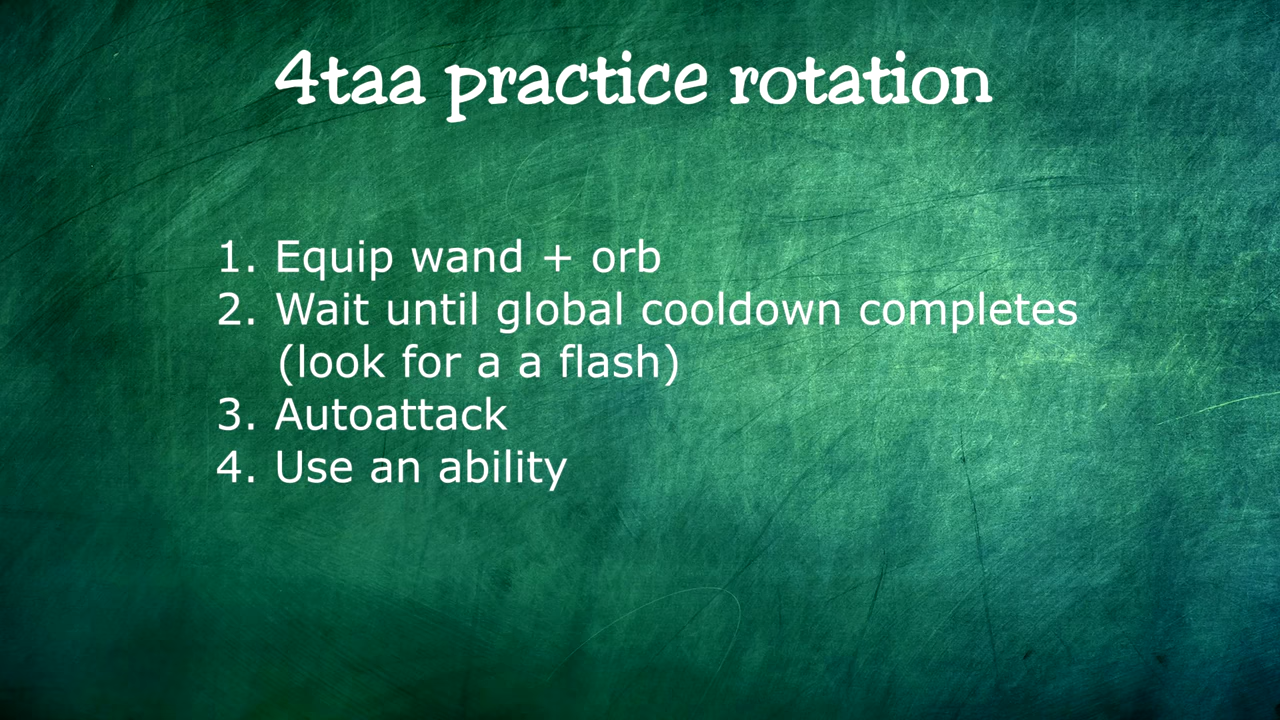 4taa practice rotation
1. Equip wand + orb
2. Wait until global cooldown completes
(look for a a flash)
3. Autoattack
4. Use an ability